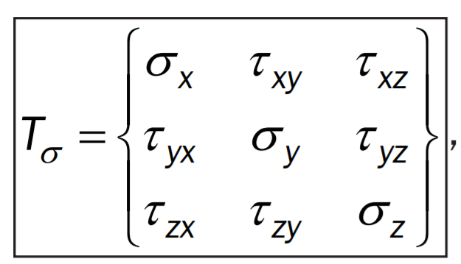 σ_x τ_xy τ_xz
T_σ = { τ_yx σ_y τ_yz } ,
τ_zx τ_zy σ_z